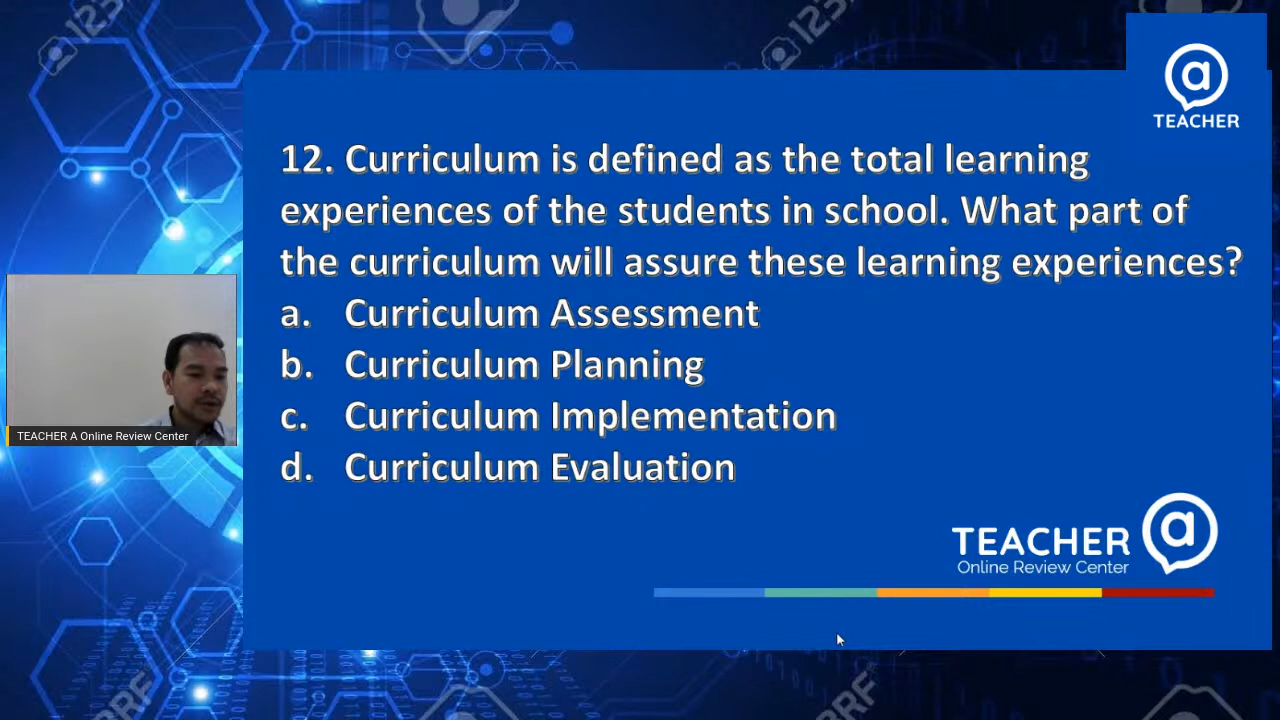 123RF
123RF
TEACHER
12. Curriculum is defined as the total learning
experiences of the students in school. What part of
the curriculum will assure these learning experiences?
a. Curriculum Assessment
b. Curriculum Planning
c. Curriculum Implementation
d. Curriculum Evaluation
TEACHER A Online Review Center
TEACHER
Online Review Center